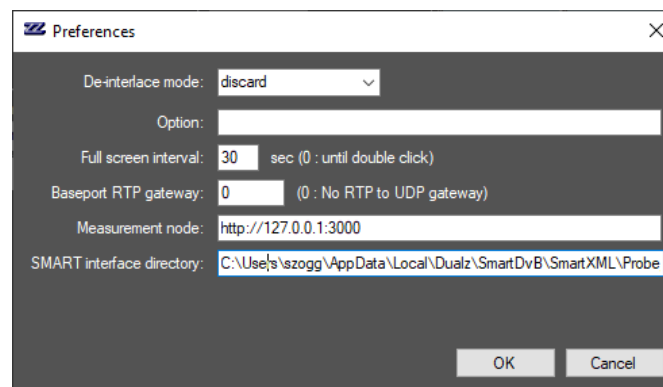 Preferences
De-interlace mode: discard
Option:
Full screen interval: 30 sec (0 : until double click)
Baseport RTP gateway: 0 (0 : No RTP to UDP gateway)
Measurement node: http://127.0.0.1:3000
SMART interface directory: C:\Users\szogg\AppData\Local\Dualz\SmartDvB\SmartXML\Probe
OK Cancel